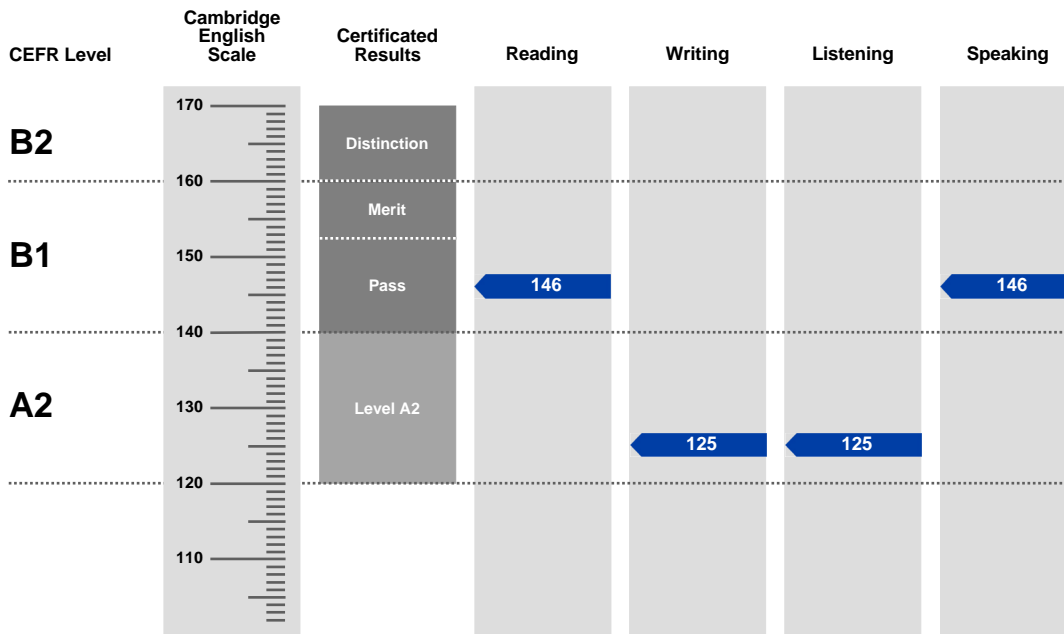 CEFR Level
Cambridge
English
Scale
Certificated
Results
Reading
Writing
Listening
Speaking
170
B2
Distinction
160
Merit
B1
150
Pass
146
146
140
A2
130
Level A2
125
125
120
110